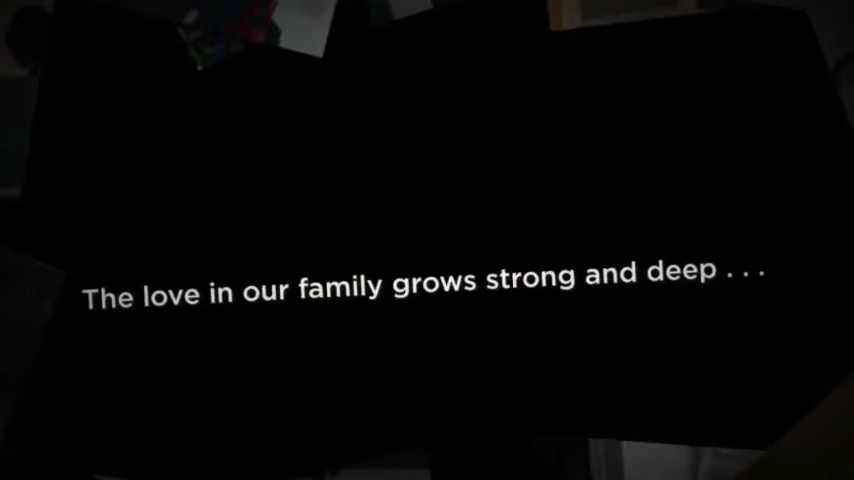 The love in our family grows strong and deep . . .